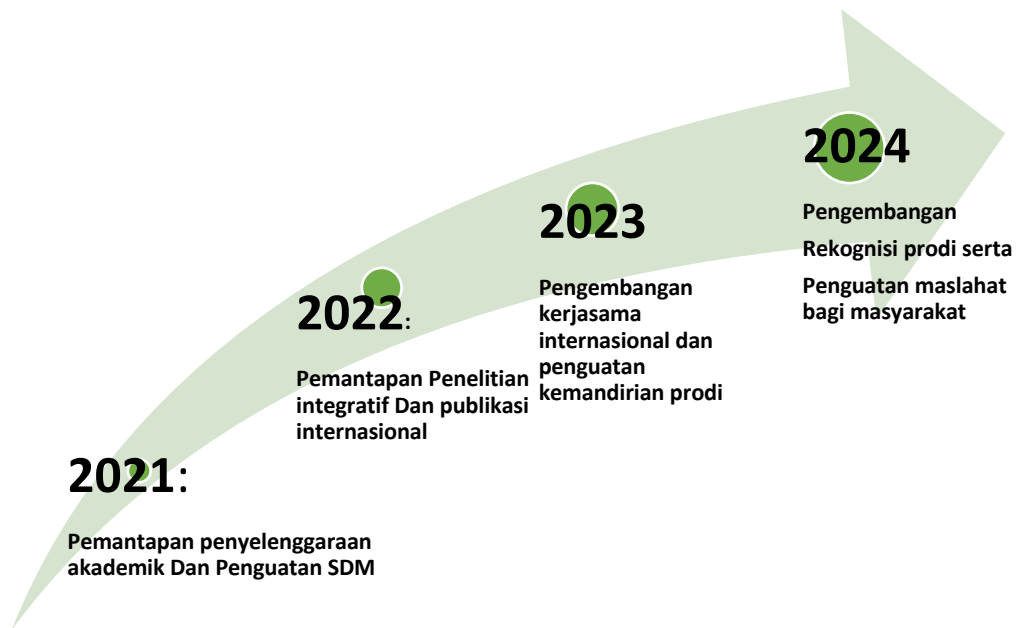 2021:
Pemantapan penyelenggaraan
akademik Dan Penguatan SDM
2022:
Pemantapan Penelitian
integratif Dan publikasi
internasional
2023
Pengembangan
kerjasama
internasional dan
penguatan
kemandirian prodi
2024
Pengembangan
Rekognisi prodi serta
Penguatan maslahat
bagi masyarakat